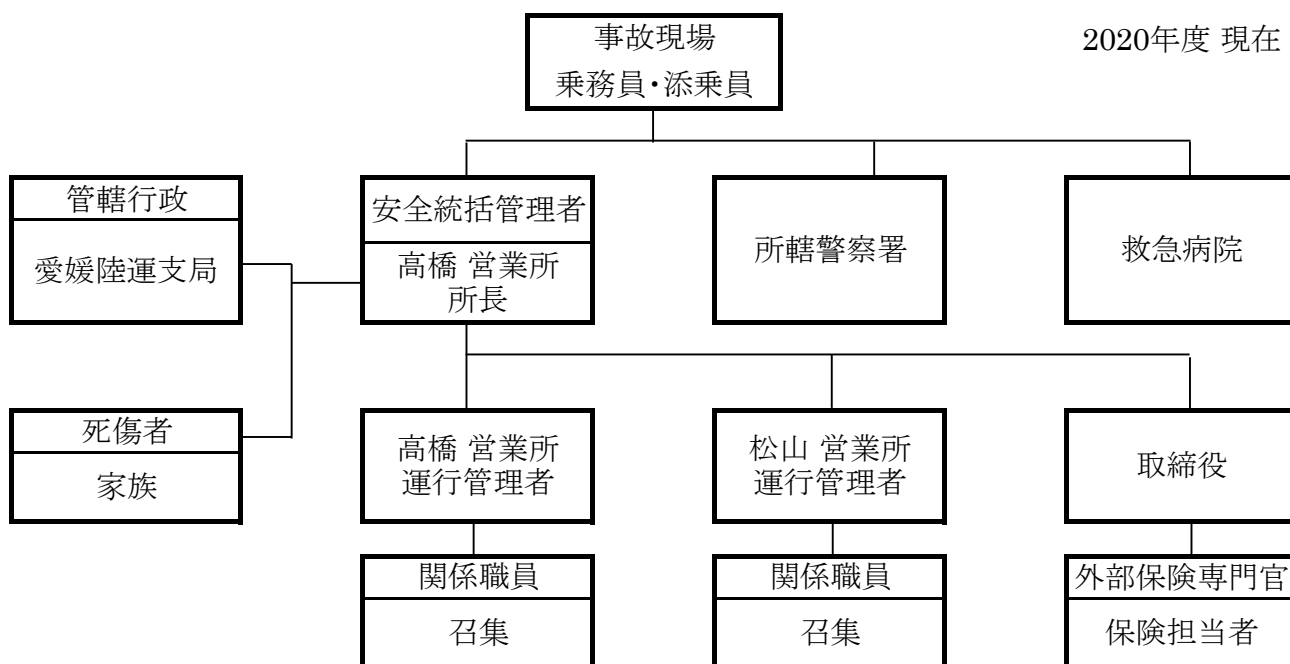 事故現場
乗務員・添乗員
2020年度 現在
管轄行政
愛媛陸運支局
安全統括管理者
高橋 営業所
所長
所轄警察署
救急病院
死傷者
家族
高橋 営業所
運行管理者
松山 営業所
運行管理者
取締役
関係職員
召集
関係職員
召集
外部保険専門官
保険担当者